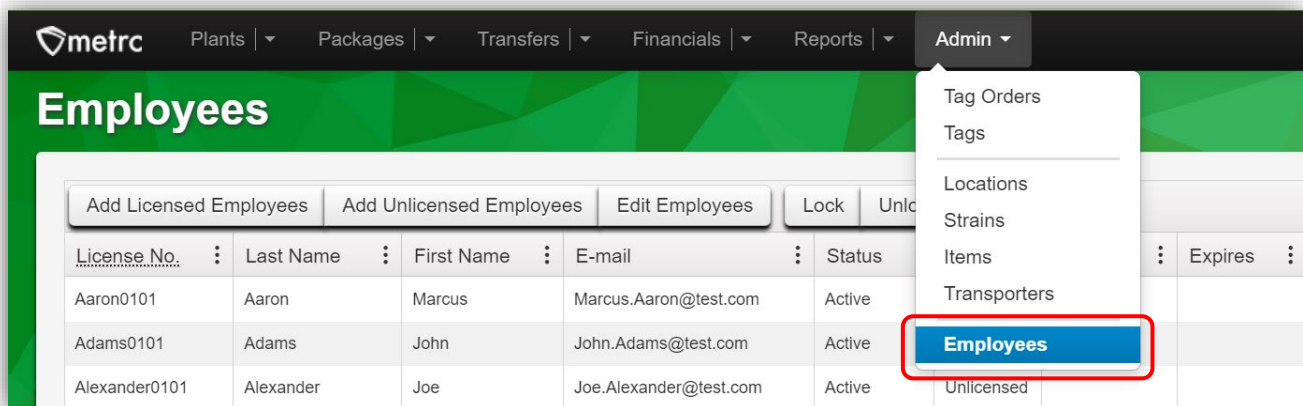 metrc Plants Packages Transfers Financials Reports Admin
Employees
Tag Orders
Tags
Locations
Strains
Items
Transporters
Employees
Add Licensed Employees Add Unlicensed Employees Edit Employees Lock
License No. Last Name First Name E-mail Status Expires
Aaron0101 Aaron Marcus Marcus.Aaron@test.com Active
Adams0101 Adams John John.Adams@test.com Active
Alexander0101 Alexander Joe Joe.Alexander@test.com Active Unlicensed